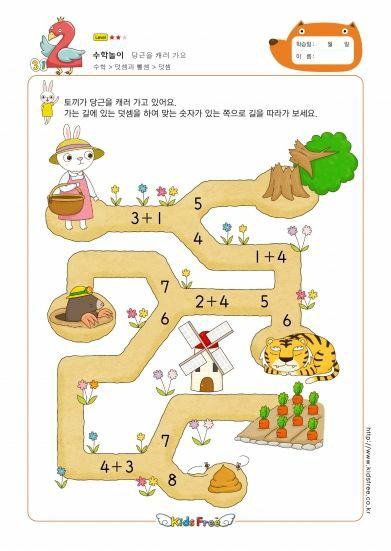 2
31
Level ★★
수학놀이 당근을 캐러 가요
수학 > 덧셈과 뺄셈 > 덧셈
학습일 : 월 일
이 름 :
토끼가 당근을 캐러 가고 있어요.
가는 길에 있는 덧셈을 하여 맞는 숫자가 있는 쪽으로 길을 따라가 보세요.
3+1
5
4
1+4
7
2+4
5
6
6
7
4+3
8
Kids Free
http://www.kidsfree.co.kr